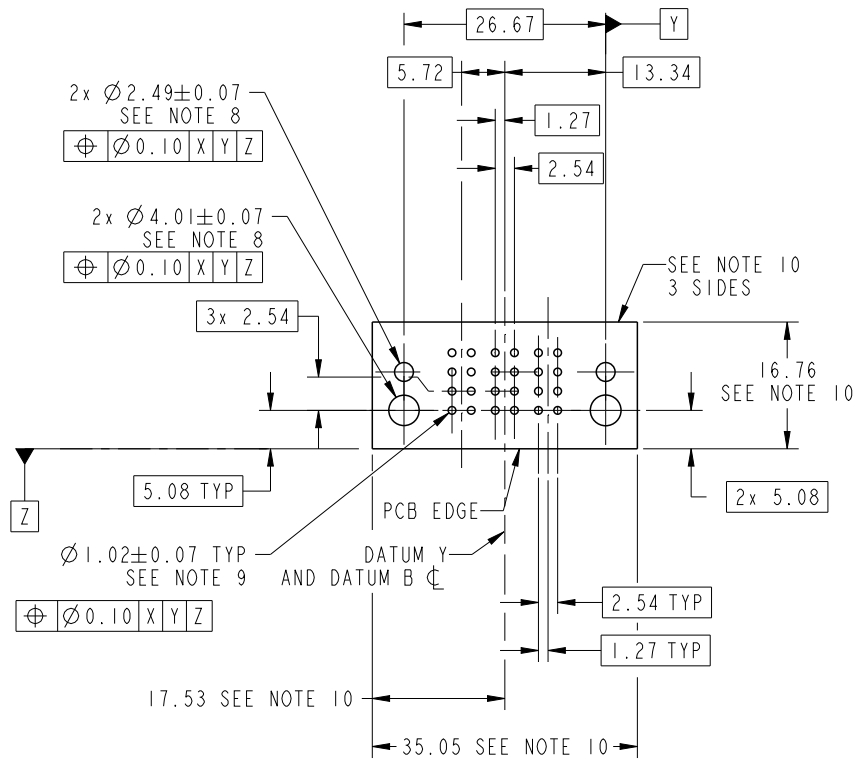 26.67
Y
5.72
13.34
2x Ø2.49±0.07
SEE NOTE 8
⌖ Ø0.10 X Y Z
1.27
2.54
2x Ø4.01±0.07
SEE NOTE 8
⌖ Ø0.10 X Y Z
SEE NOTE 10
3 SIDES
3x 2.54
16.76
SEE NOTE 10
5.08 TYP
2x 5.08
Z
PCB EDGE
Ø1.02±0.07 TYP
SEE NOTE 9
DATUM Y
AND DATUM B ℄
⌖ Ø0.10 X Y Z
2.54 TYP
1.27 TYP
17.53 SEE NOTE 10
35.05 SEE NOTE 10